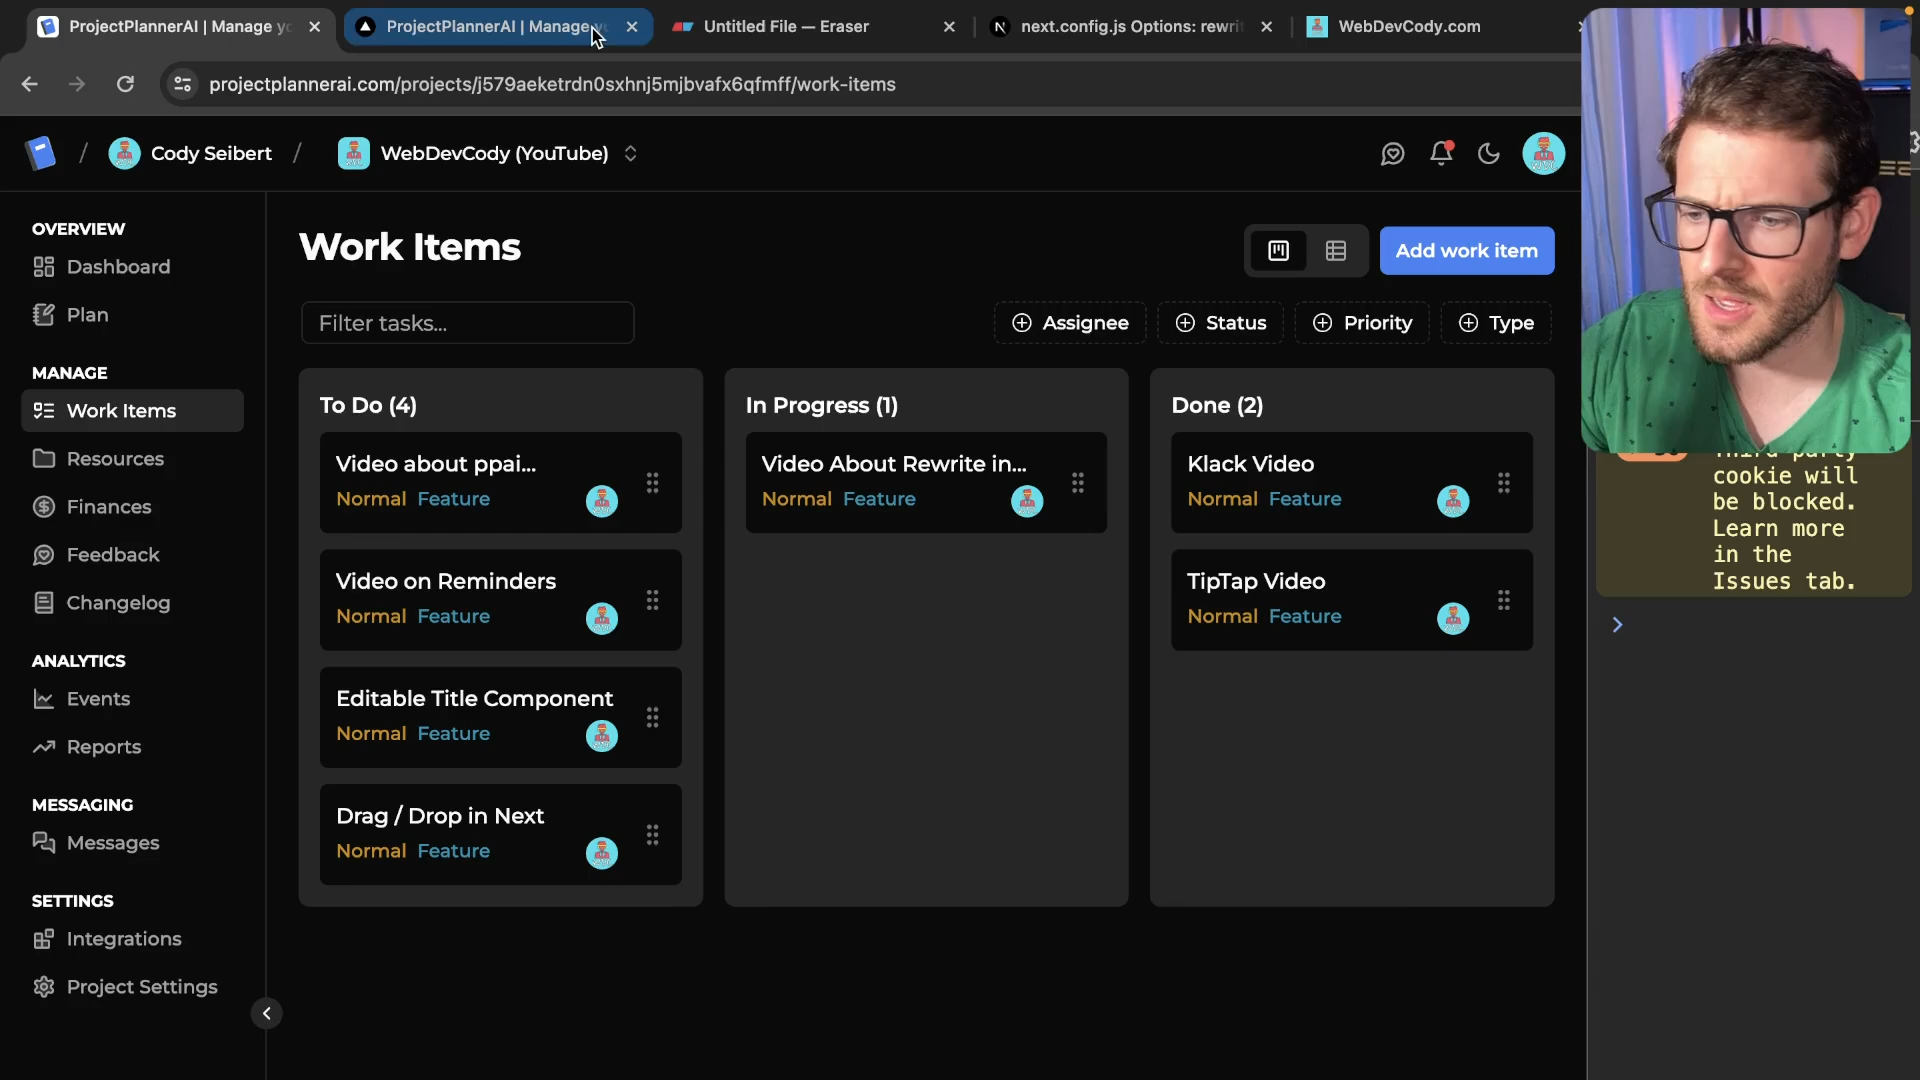 ProjectPlannerAI | Manage yo
ProjectPlannerAI | Manage yo
Untitled File — Eraser
next.config.js Options: rewrit
WebDevCody.com
projectplannerai.com/projects/j579aeketrdn0sxhnj5mjbvafx6qfmff/work-items
Cody Seibert
WebDevCody (YouTube)
OVERVIEW
Dashboard
Plan
MANAGE
Work Items
Resources
Finances
Feedback
Changelog
ANALYTICS
Events
Reports
MESSAGING
Messages
SETTINGS
Integrations
Project Settings
Work Items
Add work item
Filter tasks...
Assignee
Status
Priority
Type
To Do (4)
Video about ppai...
Normal Feature
Video on Reminders
Normal Feature
Editable Title Component
Normal Feature
Drag / Drop in Next
Normal Feature
In Progress (1)
Video About Rewrite in...
Normal Feature
Done (2)
Klack Video
Normal Feature
TipTap Video
Normal Feature
Third party
cookie will
be blocked.
Learn more
in the
Issues tab.